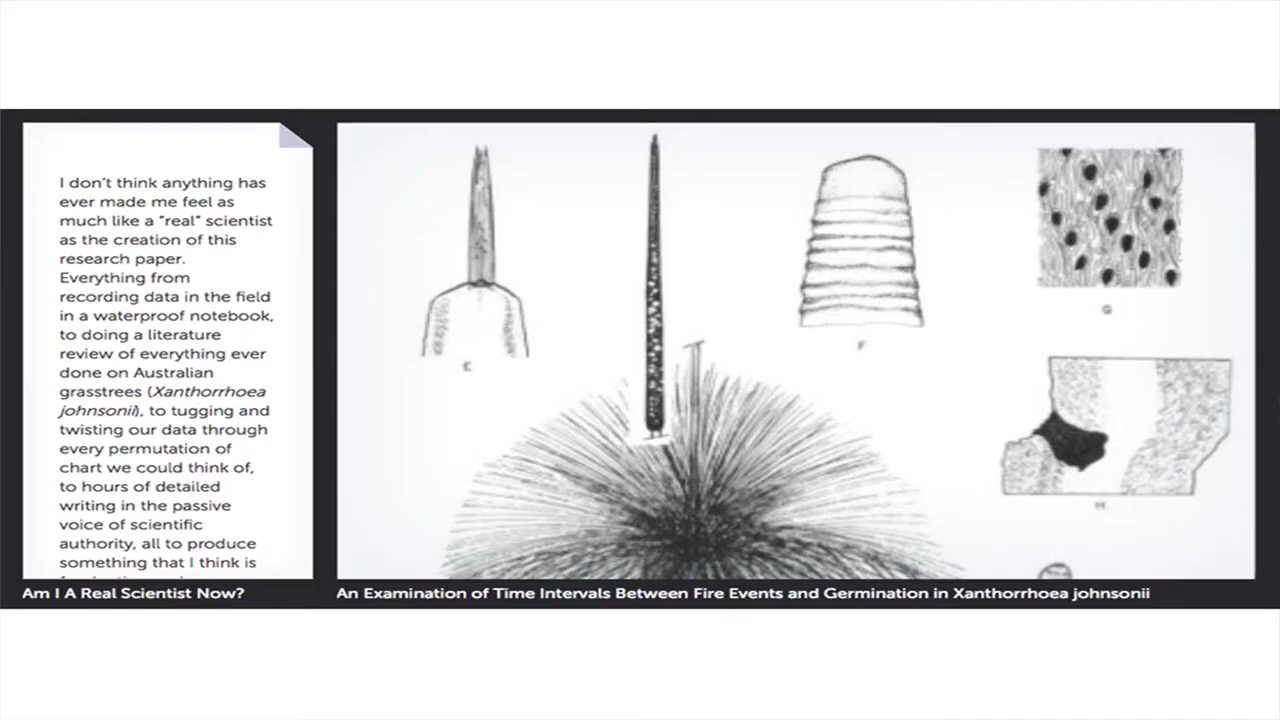 I don't think anything has
ever made me feel as
much like a "real" scientist
as the creation of this
research paper.
Everything from
recording data in the field
in a waterproof notebook,
to doing a literature
review of everything ever
done on Australian
grasstrees (Xanthorrhoea
johnsonii), to tugging and
twisting our data through
every permutation of
chart we could think of,
to hours of detailed
writing in the passive
voice of scientific
authority, all to produce
something that I think is
Am I A Real Scientist Now?
E
F
G
H
An Examination of Time Intervals Between Fire Events and Germination in Xanthorrhoea johnsonii